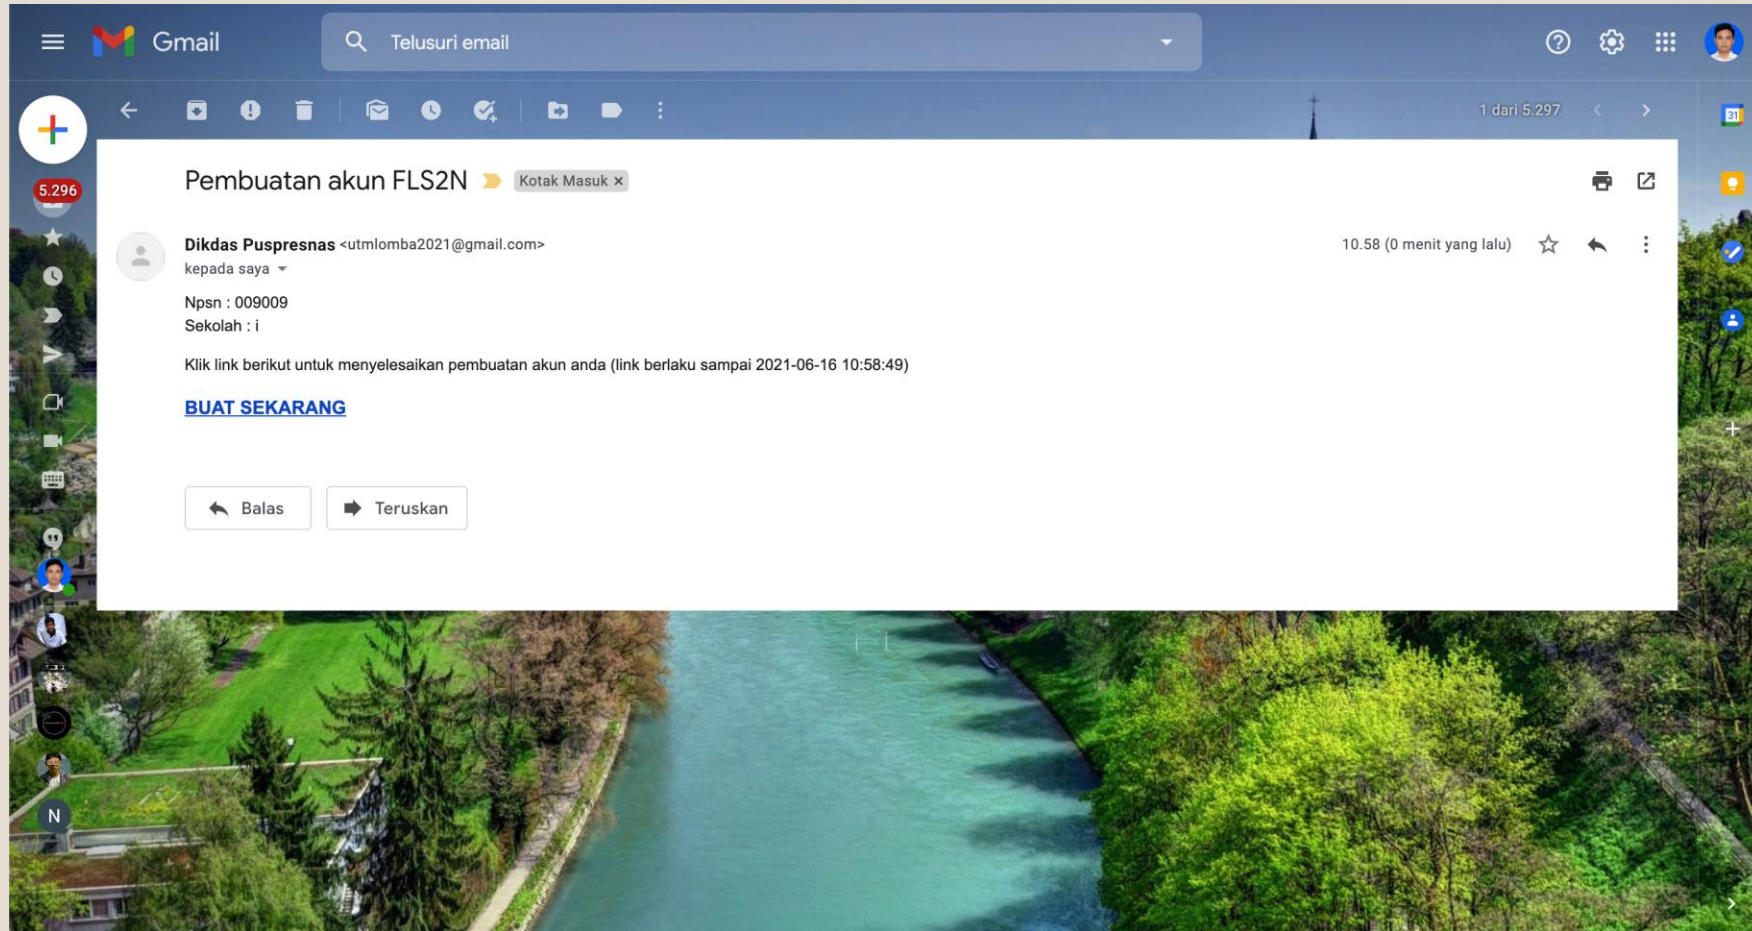 Gmail
Telusuri email
1 dari 5.297
31
5.296
Pembuatan akun FLS2N Kotak Masuk ×
Dikdas Puspresnas <utmlomba2021@gmail.com>
10.58 (0 menit yang lalu)
kepada saya
Npsn : 009009
Sekolah : i
Klik link berikut untuk menyelesaikan pembuatan akun anda (link berlaku sampai 2021-06-16 10:58:49)
BUAT SEKARANG
Balas
Teruskan
N